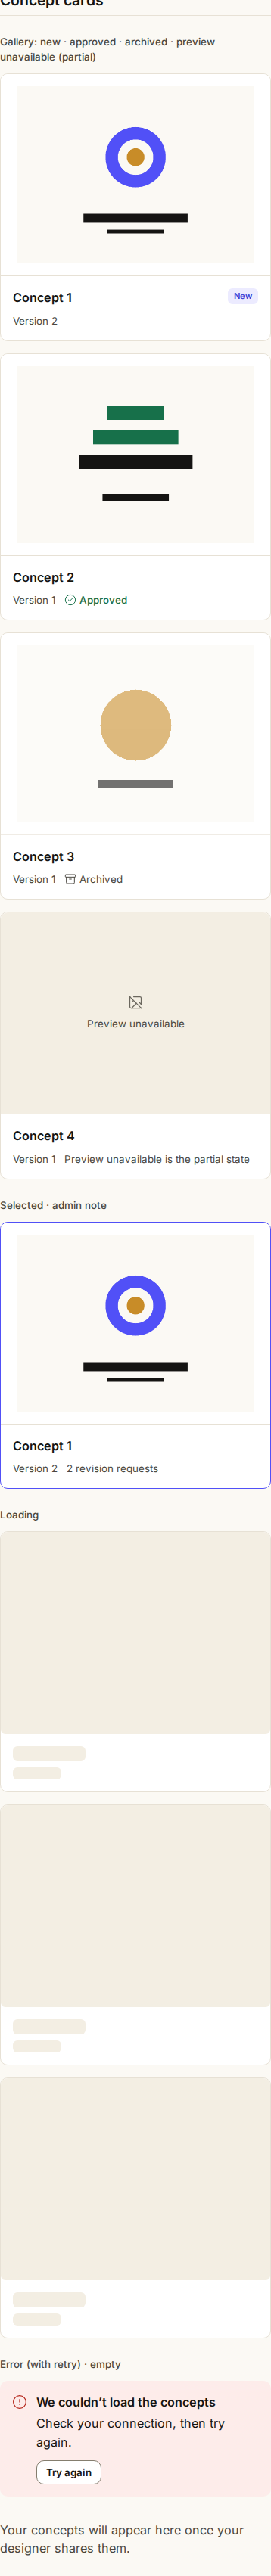 Concept cards
Gallery: new · approved · archived · preview
unavailable (partial)
Concept 1
New
Version 2
Concept 2
Version 1 Approved
Concept 3
Version 1 Archived
Preview unavailable
Concept 4
Version 1 Preview unavailable is the partial state
Selected · admin note
Concept 1
Version 2 2 revision requests
Loading
Error (with retry) · empty
We couldn’t load the concepts
Check your connection, then try
again.
Try again
Your concepts will appear here once your
designer shares them.